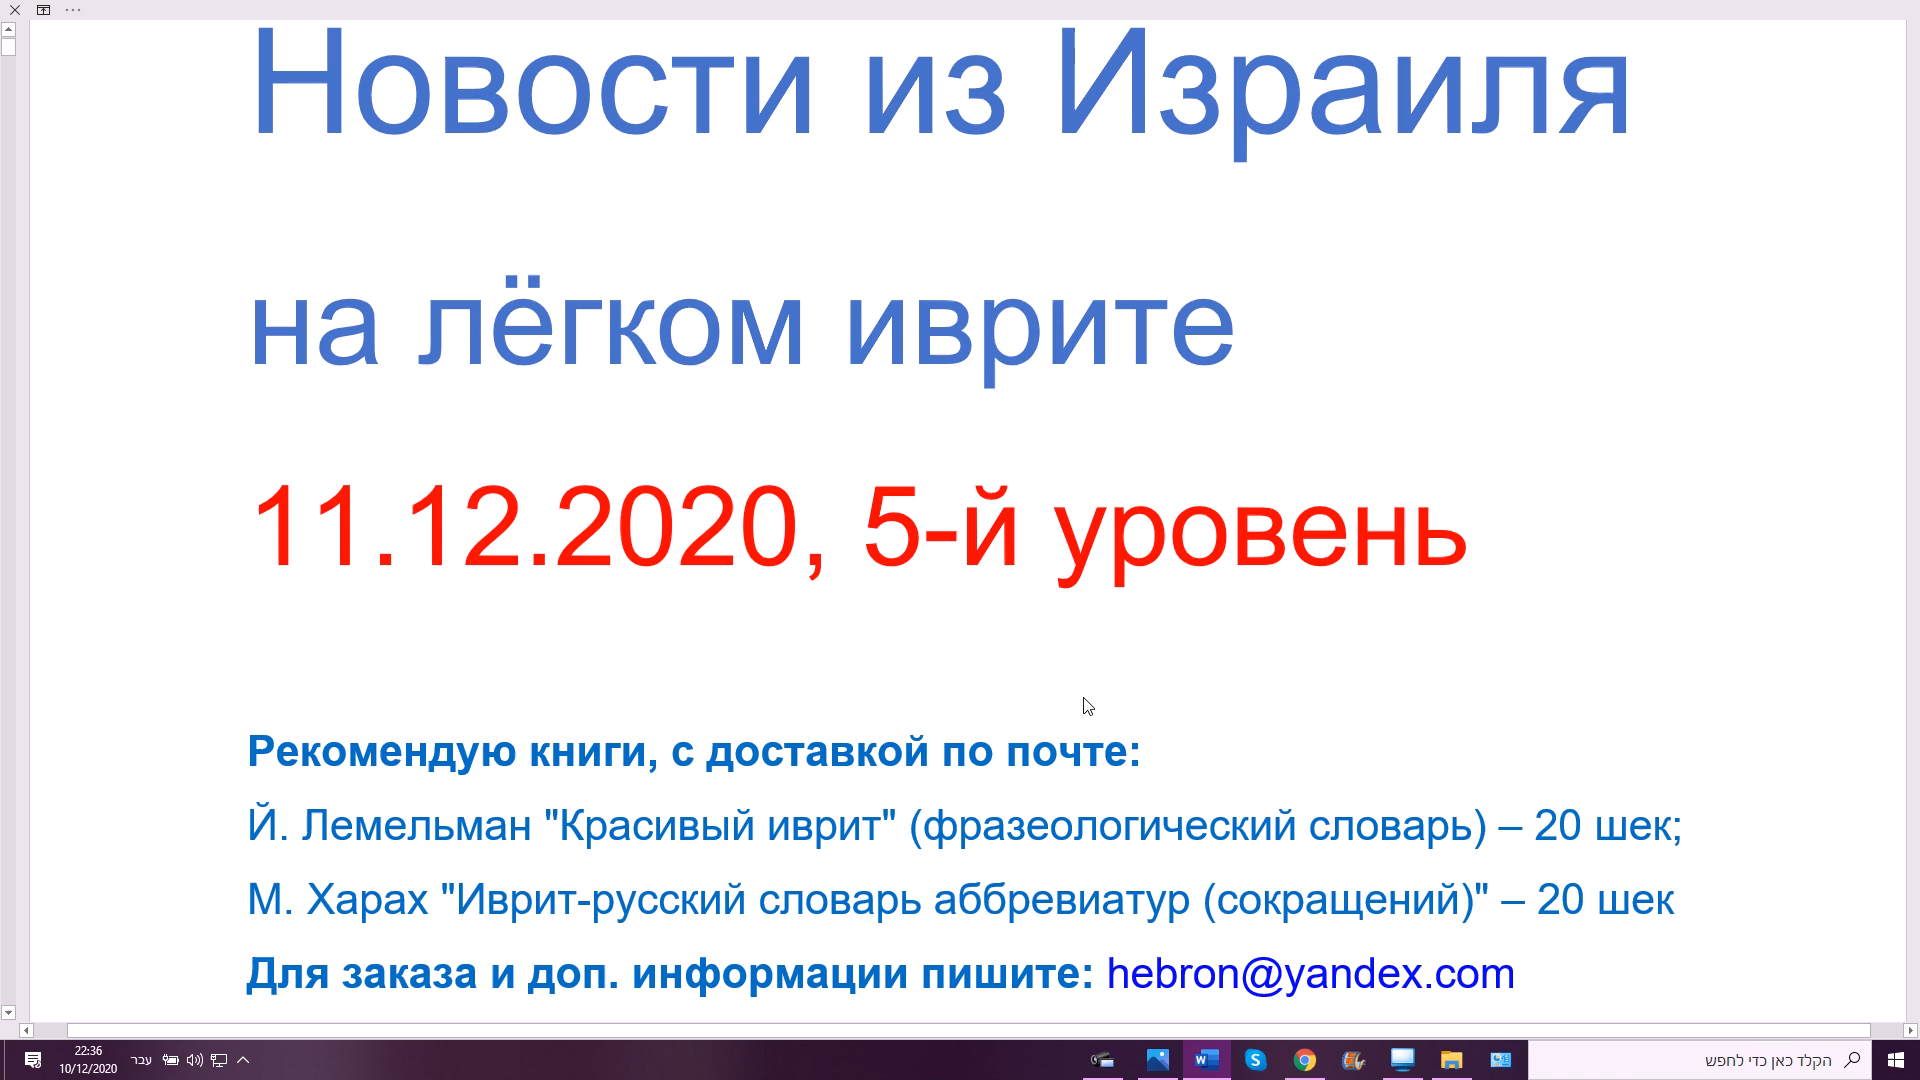 Новости из Израиля
на лёгком иврите
11.12.2020, 5-й уровень
Рекомендую книги, с доставкой по почте:
Й. Лемельман "Красивый иврит" (фразеологический словарь) – 20 шек;
М. Харах "Иврит-русский словарь аббревиатур (сокращений)" – 20 шек
Для заказа и доп. информации пишите: hebron@yandex.com
22:36
10/12/2020
עבר
הקלד כאן כדי לחפש